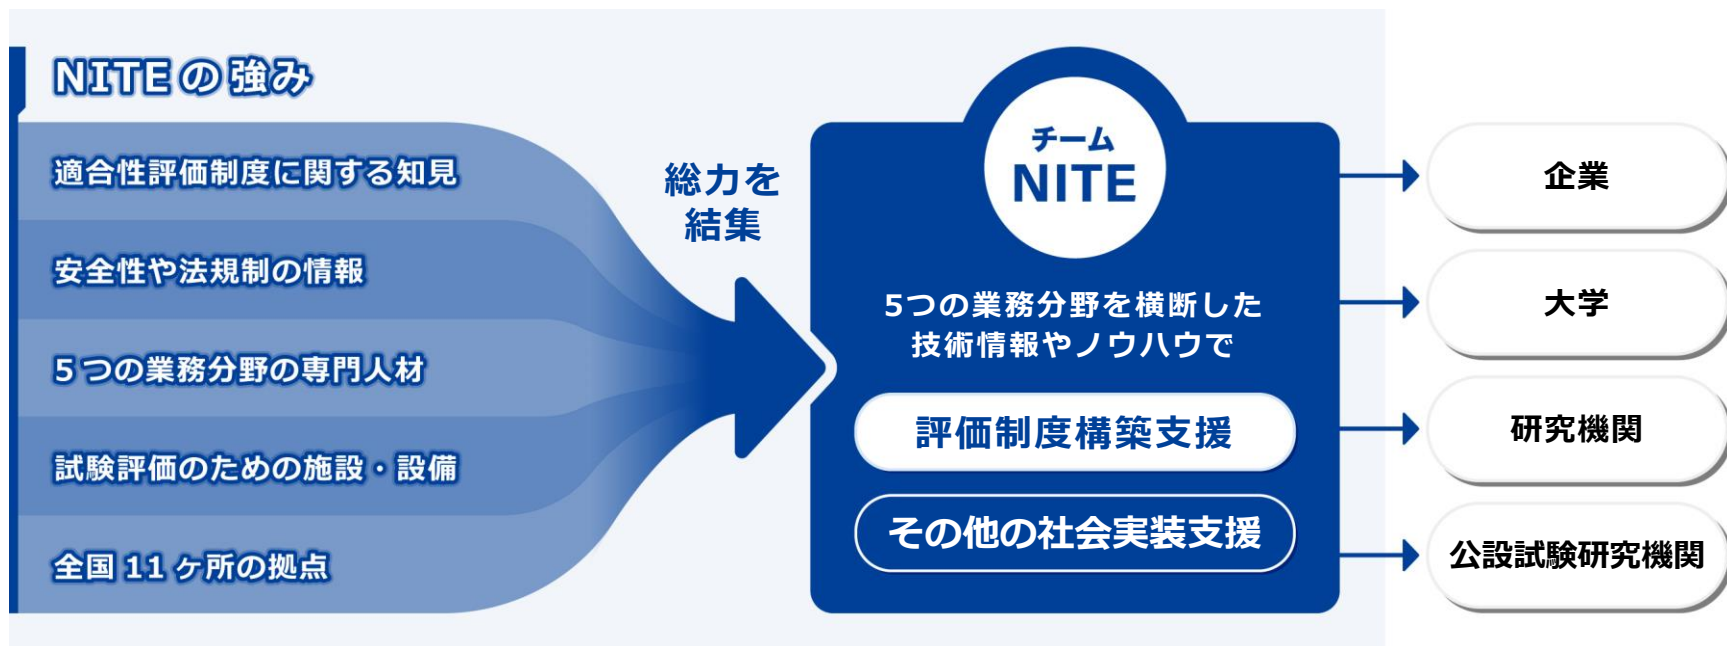 NITEの強み
適合性評価制度に関する知見
安全性や法規制の情報
5つの業務分野の専門人材
試験評価のための施設・設備
全国11ヶ所の拠点
総力を
結集
チーム
NITE
5つの業務分野を横断した
技術情報やノウハウで
評価制度構築支援
その他の社会実装支援
企業
大学
研究機関
公設試験研究機関